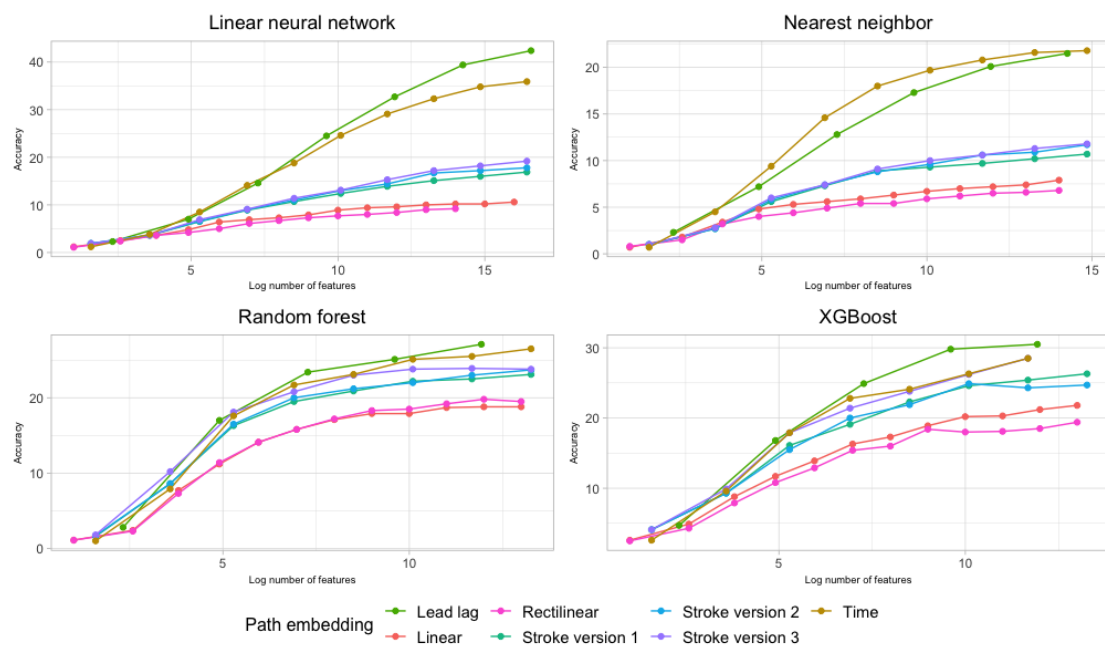 Linear neural network
Nearest neighbor
Accuracy
40
30
20
10
0
5
10
15
Log number of features
Accuracy
20
15
10
5
0
5
10
15
Log number of features
Random forest
XGBoost
Accuracy
20
10
0
5
10
Log number of features
Accuracy
30
20
10
5
10
Log number of features
Path embedding
Lead lag
Rectilinear
Stroke version 2
Time
Linear
Stroke version 1
Stroke version 3